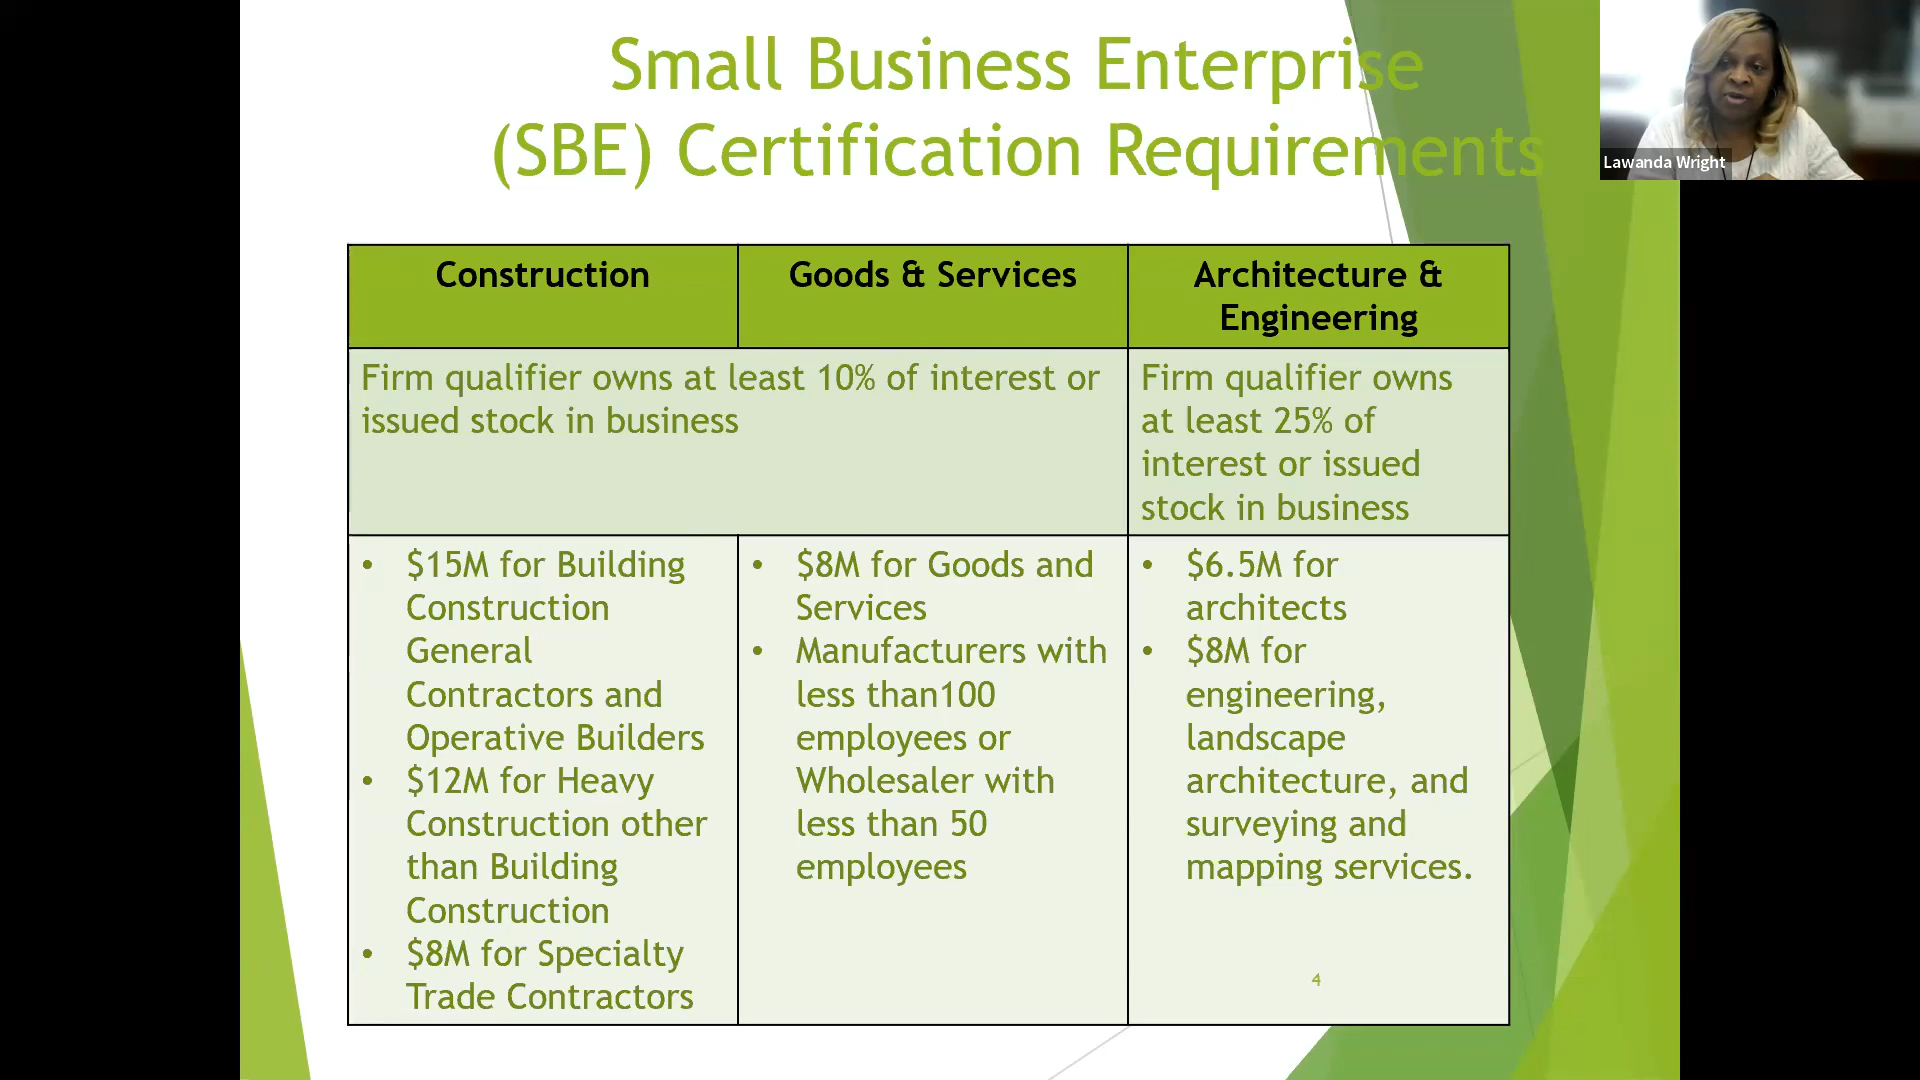 Small Business Enterprise
(SBE) Certification Requirements
Lawanda Wright
Construction
Goods & Services
Architecture &
Engineering
Firm qualifier owns at least 10% of interest or
issued stock in business
Firm qualifier owns
at least 25% of
interest or issued
stock in business
• $15M for Building
Construction
General
Contractors and
Operative Builders
• $12M for Heavy
Construction other
than Building
Construction
• $8M for Specialty
Trade Contractors
• $8M for Goods and
Services
• Manufacturers with
less than100
employees or
Wholesaler with
less than 50
employees
• $6.5M for
architects
• $8M for
engineering,
landscape
architecture, and
surveying and
mapping services.
4